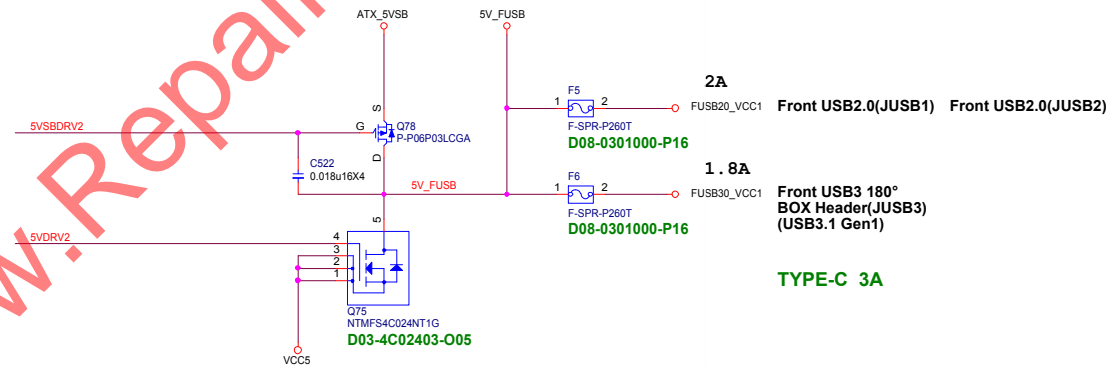 ATX_5VSB
5V_FUSB
2A
F5
1
2
FUSB20_VCC1
Front USB2.0(JUSB1)
Front USB2.0(JUSB2)
F-SPR-P260T
D08-0301000-P16
5VSBDRV2
S
G
Q78
P-P06P03LCGA
D
C522
0.018u16X4
5V_FUSB
1.8A
F6
1
2
FUSB30_VCC1
Front USB3 180°
BOX Header(JUSB3)
(USB3.1 Gen1)
F-SPR-P260T
D08-0301000-P16
5
5VDRV2
4
3
2
1
TYPE-C 3A
Q75
NTMFS4C024NT1G
D03-4C02403-O05
VCC5
w.Repair